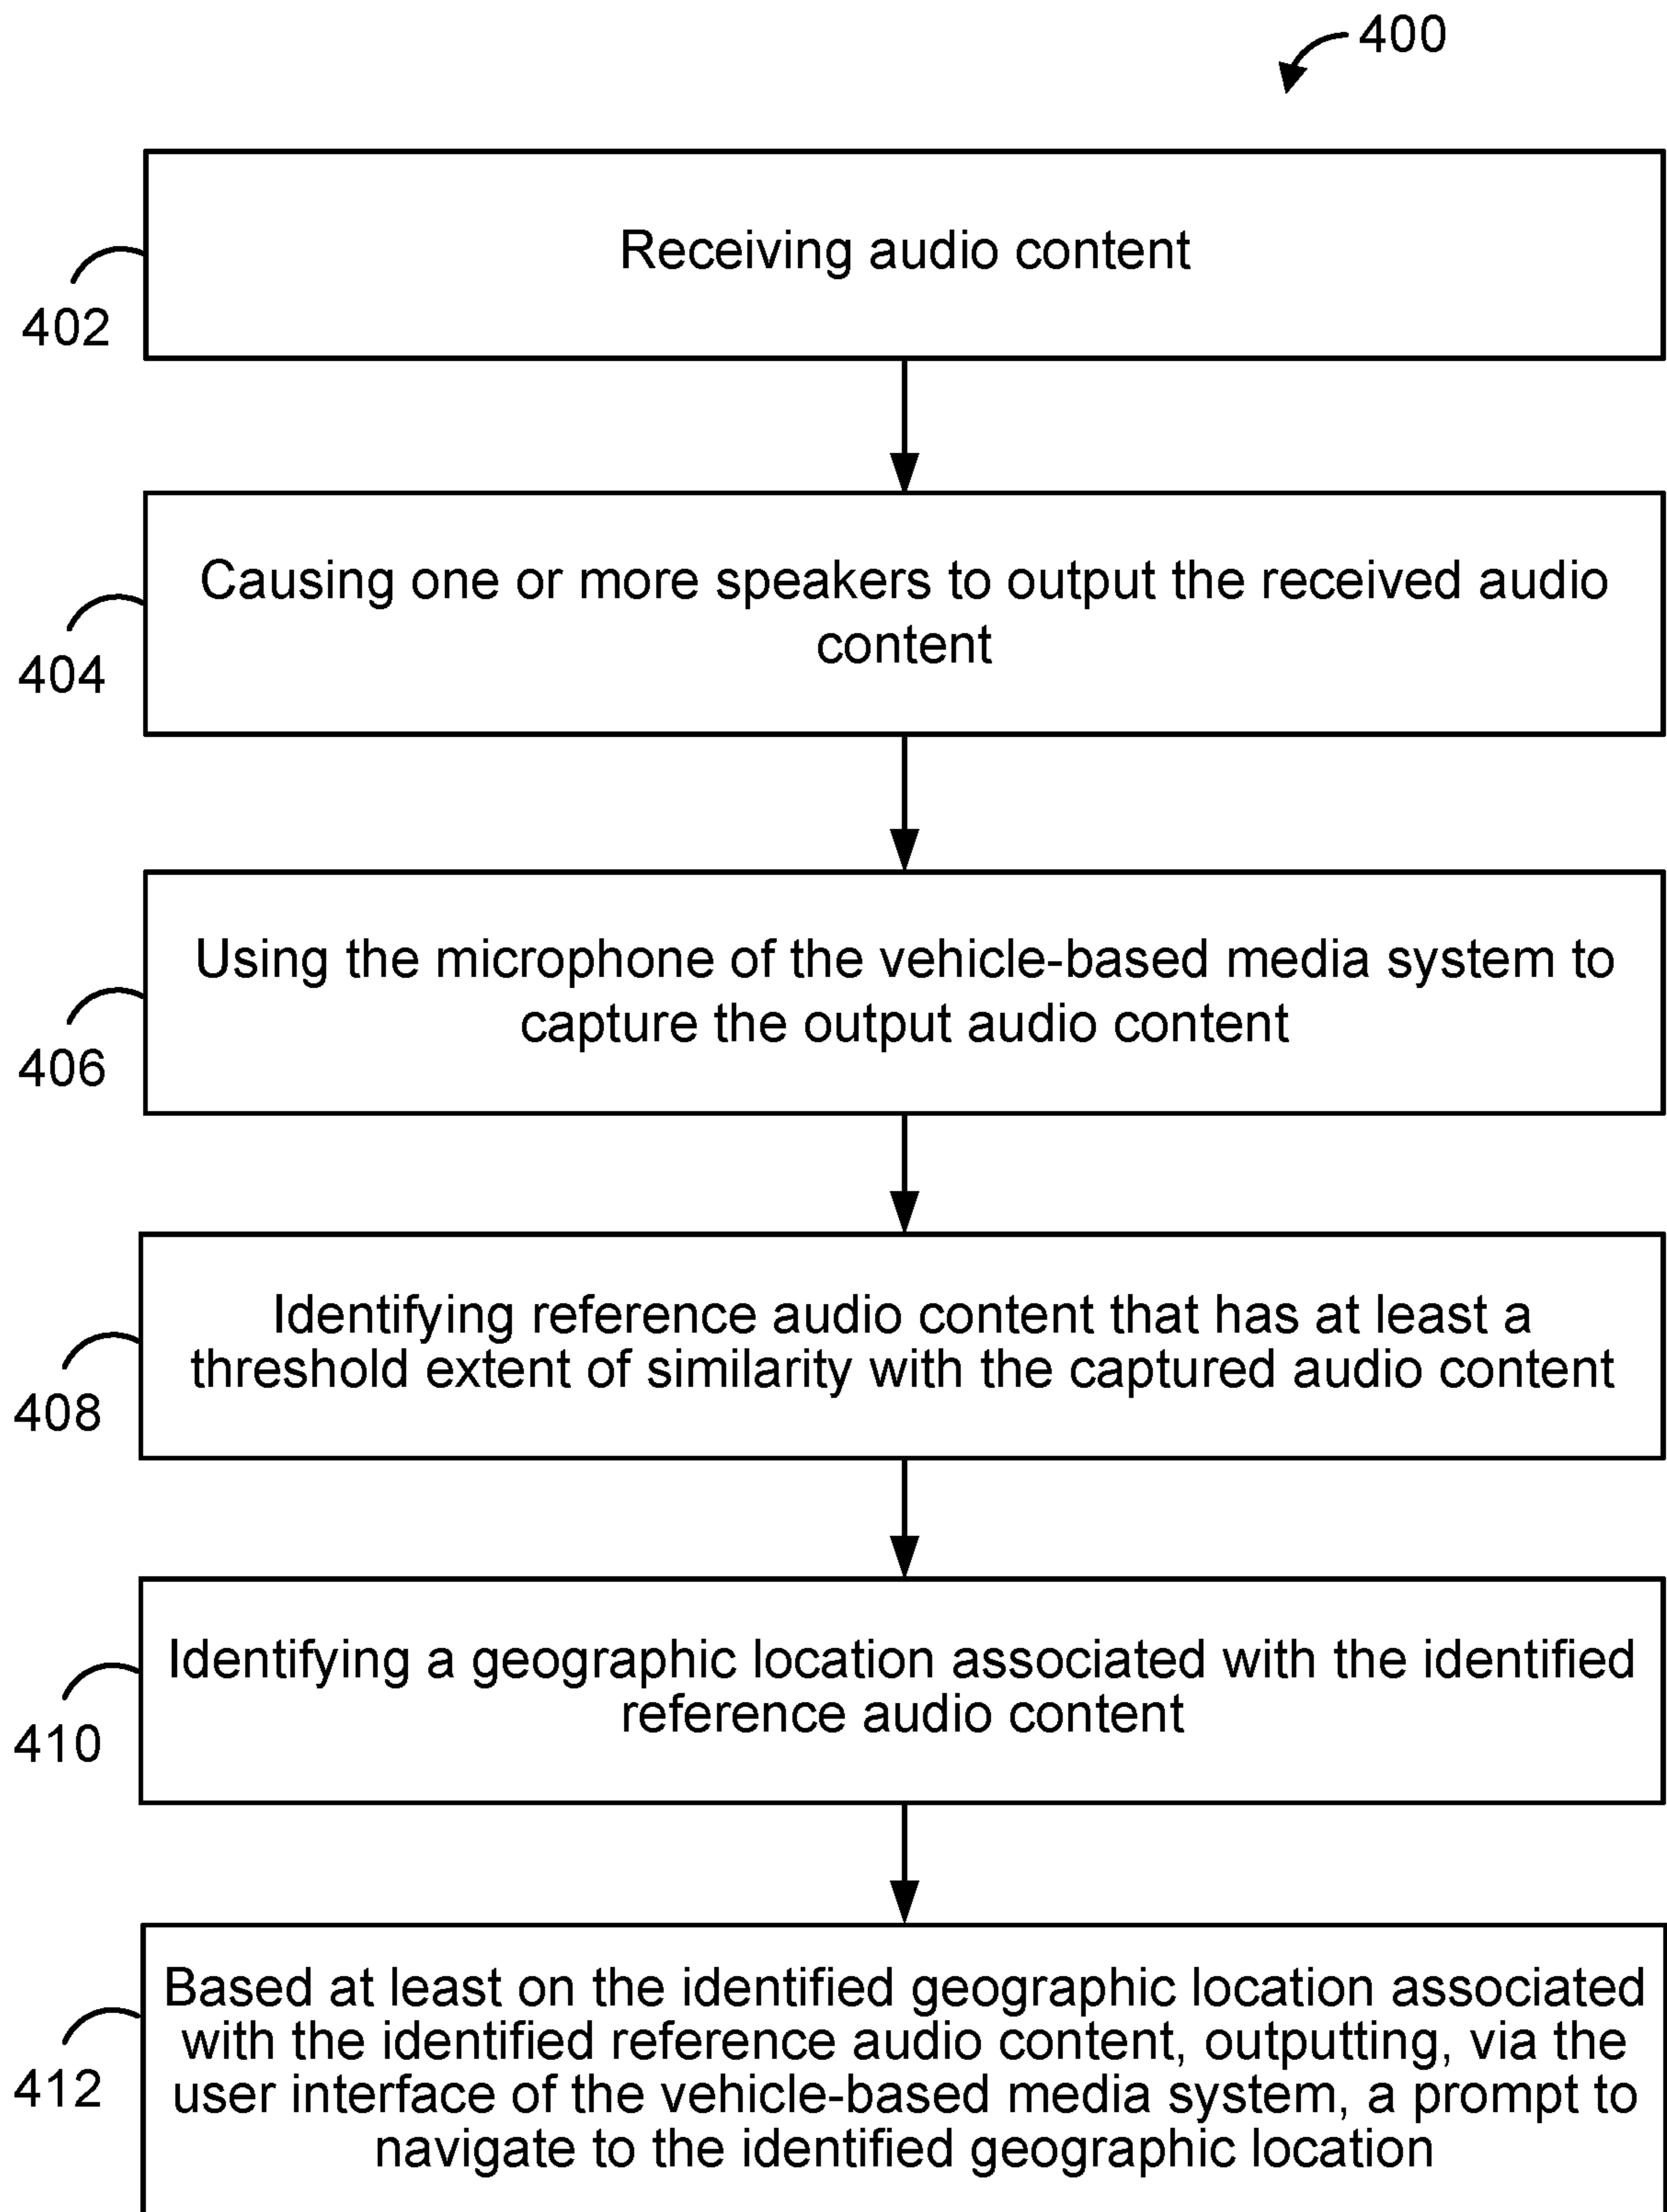 400
Receiving audio content
402
Causing one or more speakers to output the received audio
content
404
Using the microphone of the vehicle-based media system to
capture the output audio content
406
Identifying reference audio content that has at least a
threshold extent of similarity with the captured audio content
408
Identifying a geographic location associated with the identified
reference audio content
410
Based at least on the identified geographic location associated
with the identified reference audio content, outputting, via the
user interface of the vehicle-based media system, a prompt to
navigate to the identified geographic location
412